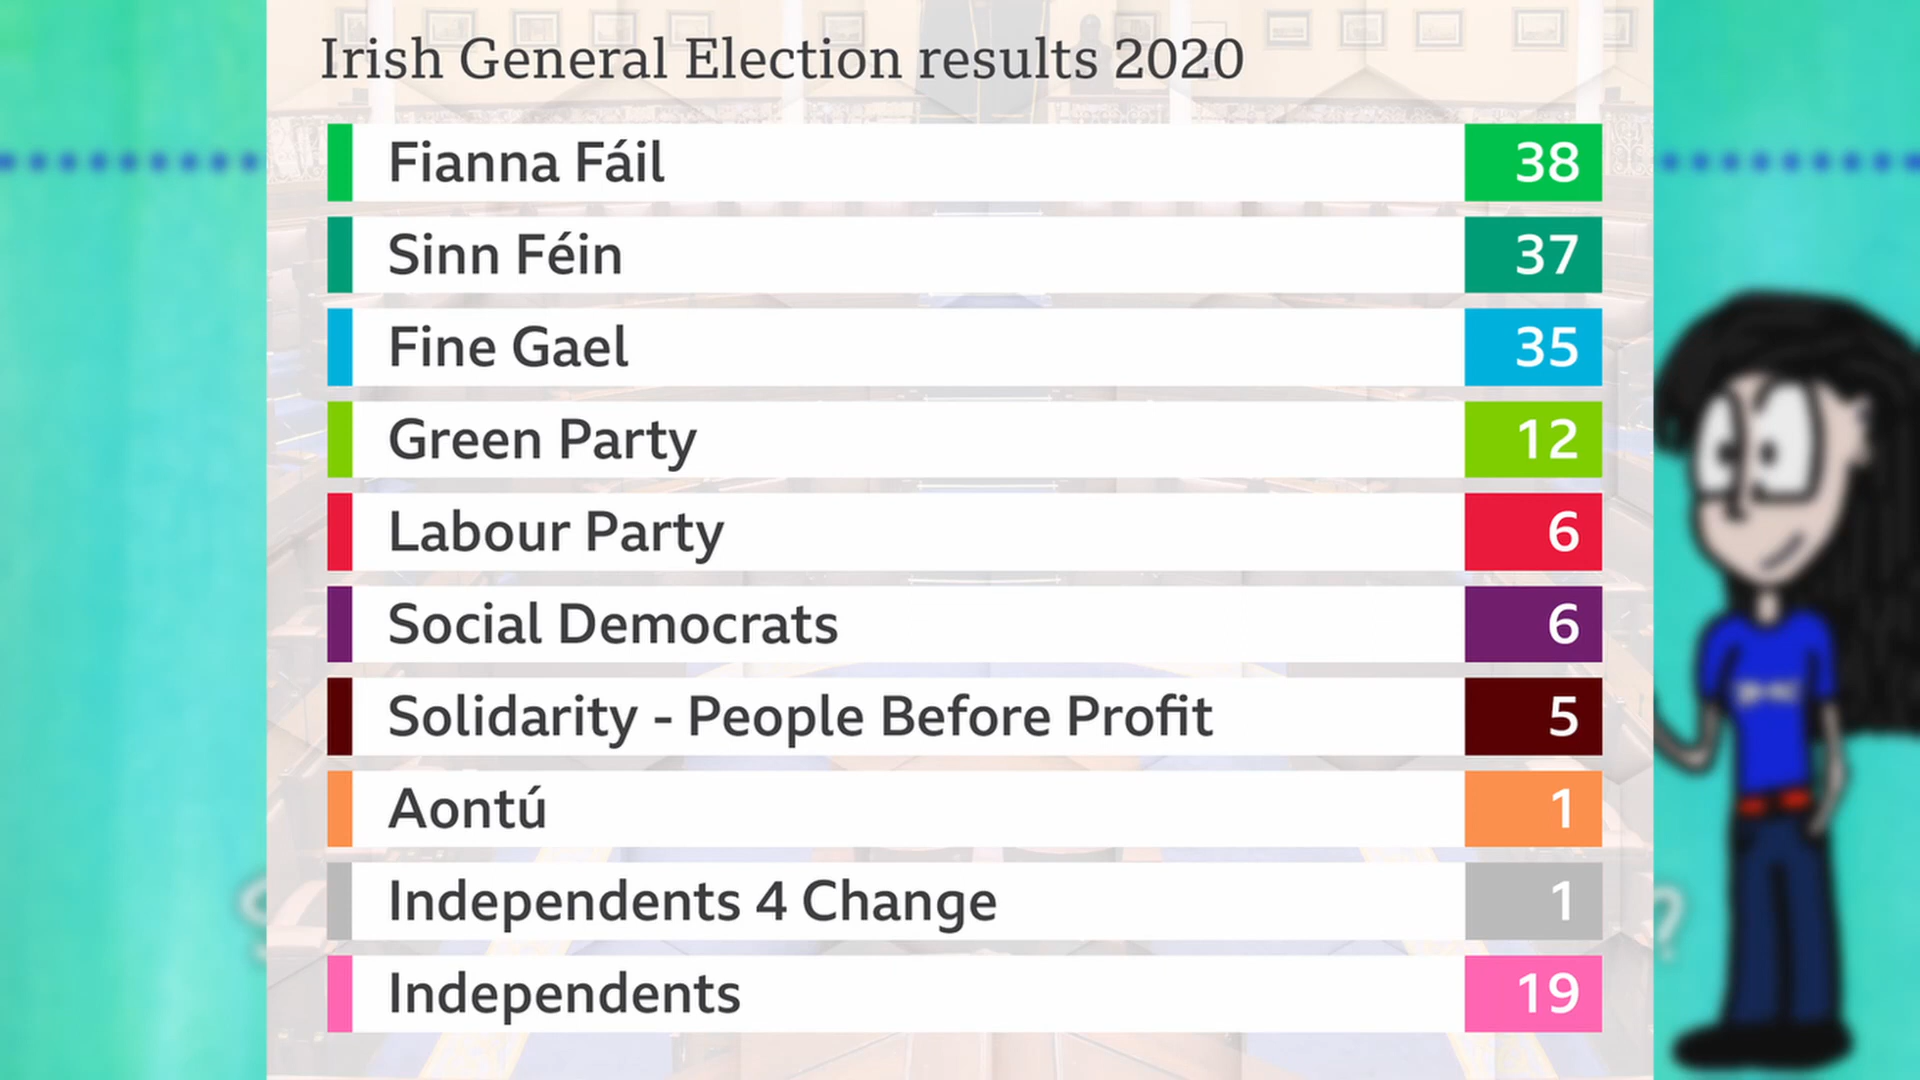 Irish General Election results 2020
Fianna Fáil 38
Sinn Féin 37
Fine Gael 35
Green Party 12
Labour Party 6
Social Democrats 6
Solidarity - People Before Profit 5
Aontú 1
Independents 4 Change 1
Independents 19
?